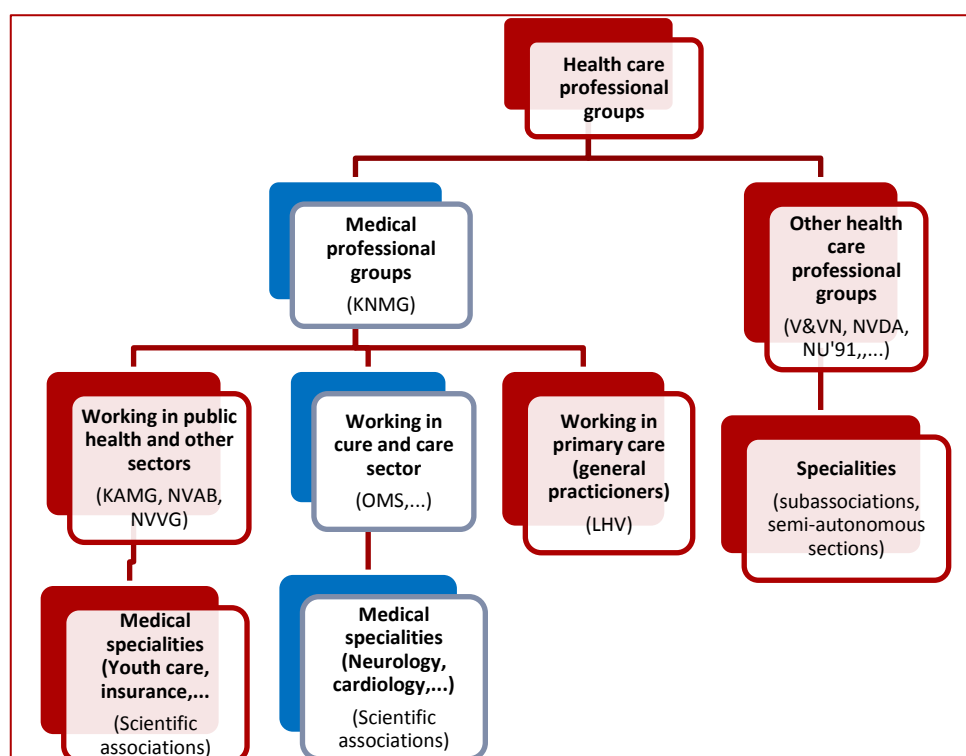 Health care
professional
groups
Medical
professional
groups
(KNMG)
Other health
care
professional
groups
(V&VN, NVDA,
NU'91,,...)
Working in public
health and other
sectors
(KAMG, NVAB,
NVVG)
Working in
cure and care
sector
(OMS,...)
Working in
primary care
(general
practicioners)
(LHV)
Specialities
(subassociations,
semi-autonomous
sections)
Medical
specialities
(Youth care,
insurance,...
(Scientific
associations)
Medical
specialities
(Neurology,
cardiology,...)
(Scientific
associations)